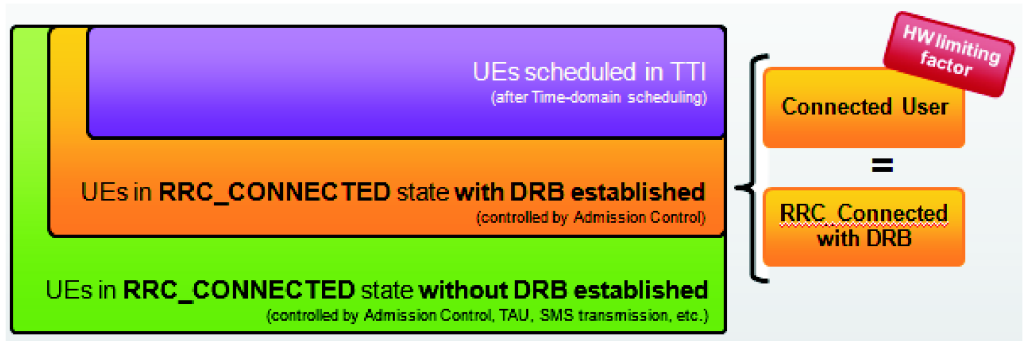 UEs scheduled in TTI
(after Time-domain scheduling)
UEs in RRC_CONNECTED state with DRB established
(controlled by Admission Control)
UEs in RRC_CONNECTED state without DRB established
(controlled by Admission Control, TAU, SMS transmission, etc.)
HW limiting
factor
Connected User
=
RRC_Connected
with DRB